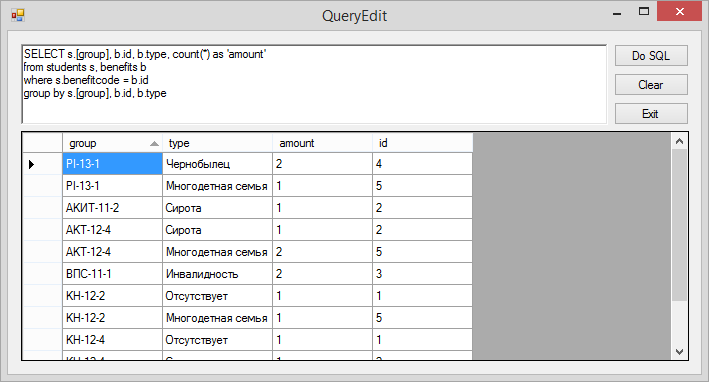 QueryEdit
SELECT s.[group], b.id, b.type, count(*) as 'amount'
from students s, benefits b
where s.benefitcode = b.id
group by s.[group], b.id, b.type
Do SQL
Clear
Exit
group type amount id
PI-13-1 Чернобылец 2 4
PI-13-1 Многодетная семья 1 5
АКИТ-11-2 Сирота 1 2
АКТ-12-4 Сирота 1 2
АКТ-12-4 Многодетная семья 2 5
ВПС-11-1 Инвалидность 2 3
КН-12-2 Отсутствует 1 1
КН-12-2 Многодетная семья 1 5
КН-12-4 Отсутствует 1 1
КН-12-4